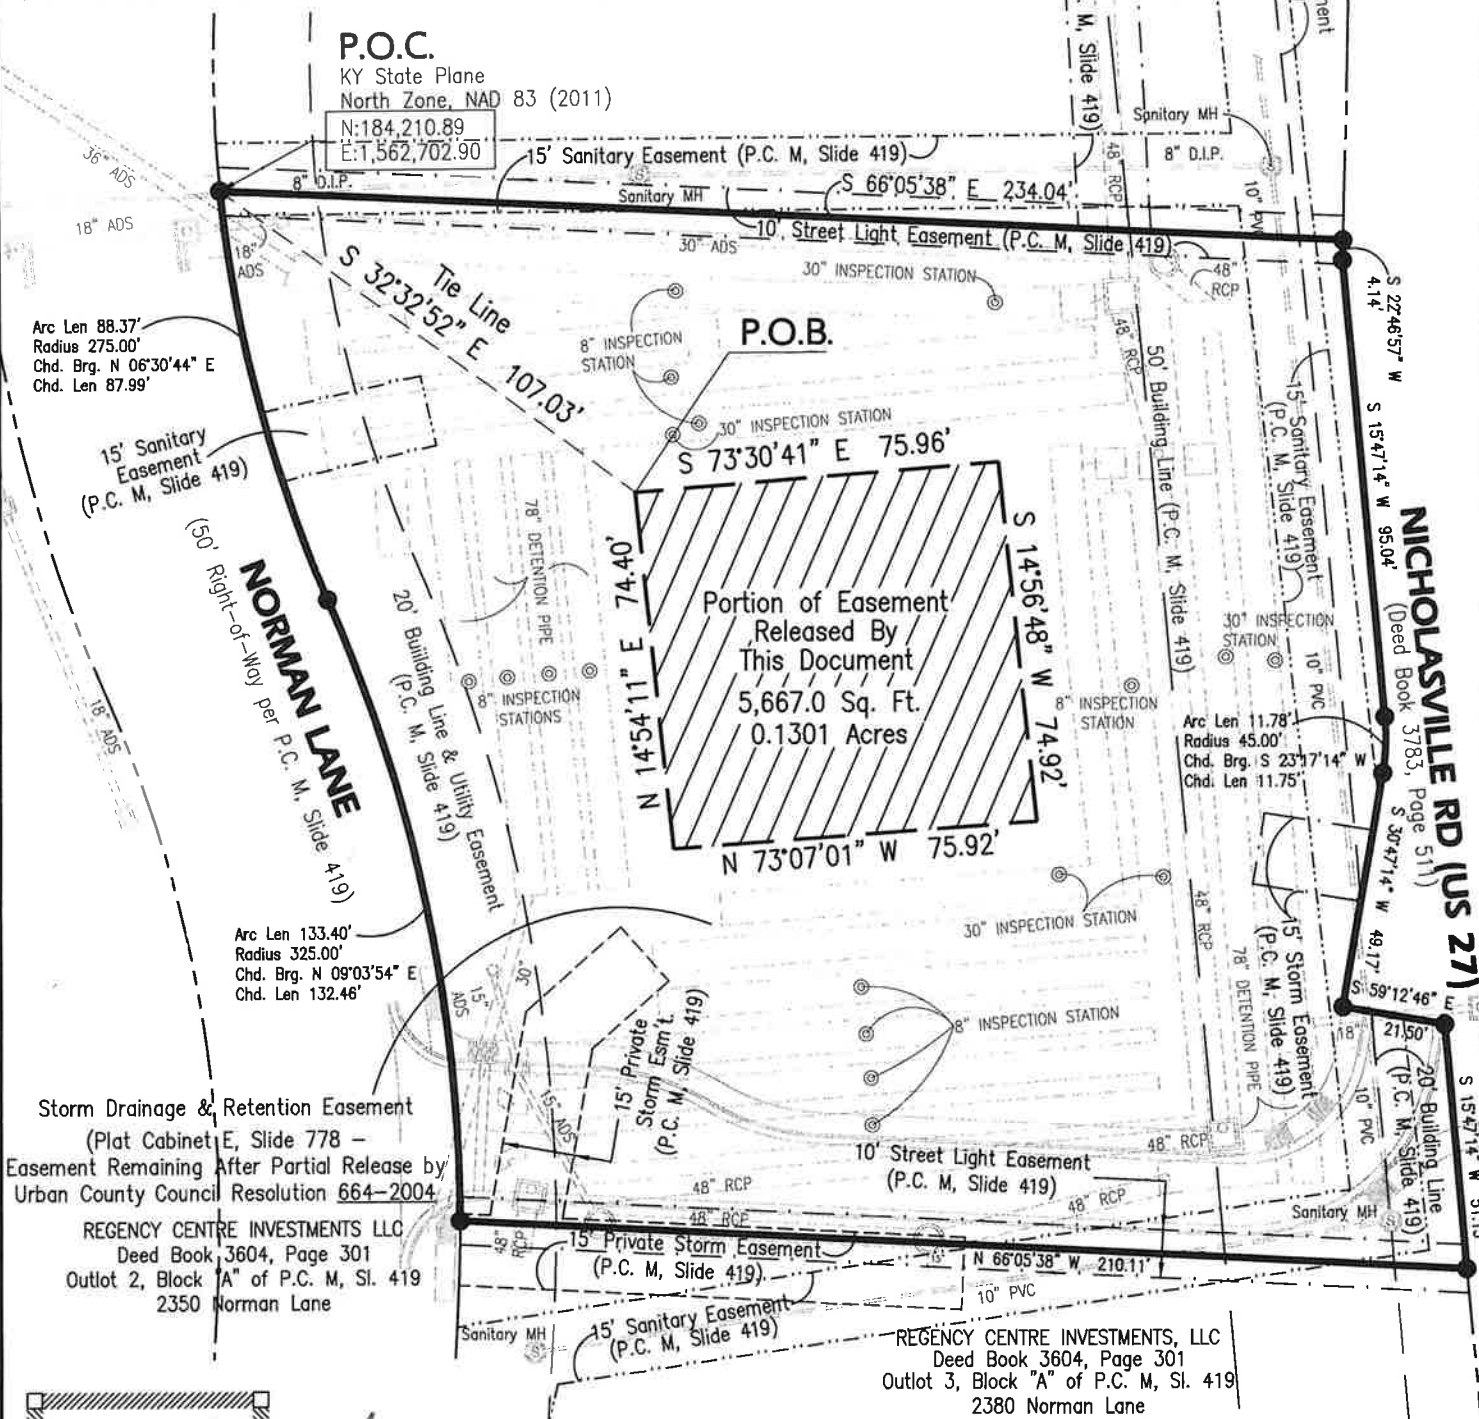 P.O.C.
KY State Plane
North Zone, NAD 83 (2011)
N:184,210.89
E:1,562,702.90
15' Sanitary Easement (P.C. M, Slide 419)
M, Slide 419)
Sanitary MH
8" D.I.P.
48" RCP
10" PVC
36" ADS
18" ADS
8" D.I.P.
Sanitary MH
S 66°05'38" E 234.04'
10' Street Light Easement (P.C. M, Slide 419)
30" ADS
18"
ADS
30" INSPECTION STATION
48"
RCP
S 22°46'57" W
4.14'
Tie Line
S 32°32'52" E 107.03'
Arc Len 88.37'
Radius 275.00'
Chd. Brg. N 06°30'44" E
Chd. Len 87.99'
8" INSPECTION
STATION
P.O.B.
48" RCP
50' Building Line (P.C. M, Slide 419)
15' Sanitary Easement
(P.C. M, Slide 419)
S 15°47'14" W 95.04'
30" INSPECTION STATION
S 73°30'41" E 75.96'
15' Sanitary
Easement
(P.C. M, Slide 419)
NORMAN LANE
(50' Right-of-Way per P.C. M, Slide 419)
78" DETENTION PIPE
20' Buiilding Line & Utility Easement
(P.C. M, Slide 419)
N 14°54'11" E 74.40'
Portion of Easement
Released By
This Document
5,667.0 Sq. Ft.
0.1301 Acres
S 14°56'48" W 74.92'
N 73°07'01" W 75.92'
NICHOLASVILLE RD (US 27)
(Deed Book 3783, Page 511)
30" INSPECTION
STATION
10" PVC
8" INSPECTION
STATIONS
8" INSPECTION
STATION
Arc Len 11.78'
Radius 45.00'
Chd. Brg. S 23°17'14" W
Chd. Len 11.75'
18" ADS
S 30°47'14" W 49.17'
Arc Len 133.40'
Radius 325.00'
Chd. Brg. N 09°03'54" E
Chd. Len 132.46'
30" INSPECTION STATION
48" RCP
15' Storm Easement
(P.C. M, Slide 419)
78" DETENTION PIPE
15"
ADS
30"
8" INSPECTION STATION
S 59°12'46" E
21.50'
18"
20' Building Line
(P.C. M, Slide 419)
10" PVC
15' Private
Storm Esm't.
(P.C. M, Slide 419)
15" ADS
Storm Drainage & Retention Easement
(Plat Cabinet E, Slide 778 –
Easement Remaining After Partial Release by
Urban County Council Resolution 664–2004
48" RCP
10' Street Light Easement
(P.C. M, Slide 419)
S 15°47'14" W
48" RCP
48" RCP
48" RCP
Sanitary MH
REGENCY CENTRE INVESTMENTS LLC
Deed Book 3604, Page 301
Outlot 2, Block "A" of P.C. M, Sl. 419
2350 Norman Lane
48"
RCP
15' Private Storm Easement
(P.C. M, Slide 419)
N 66°05'38" W 210.11'
10" PVC
Sanitary MH
15' Sanitary Easement
(P.C. M, Slide 419)
REGENCY CENTRE INVESTMENTS, LLC
Deed Book 3604, Page 301
Outlot 3, Block "A" of P.C. M, Sl. 419
2380 Norman Lane